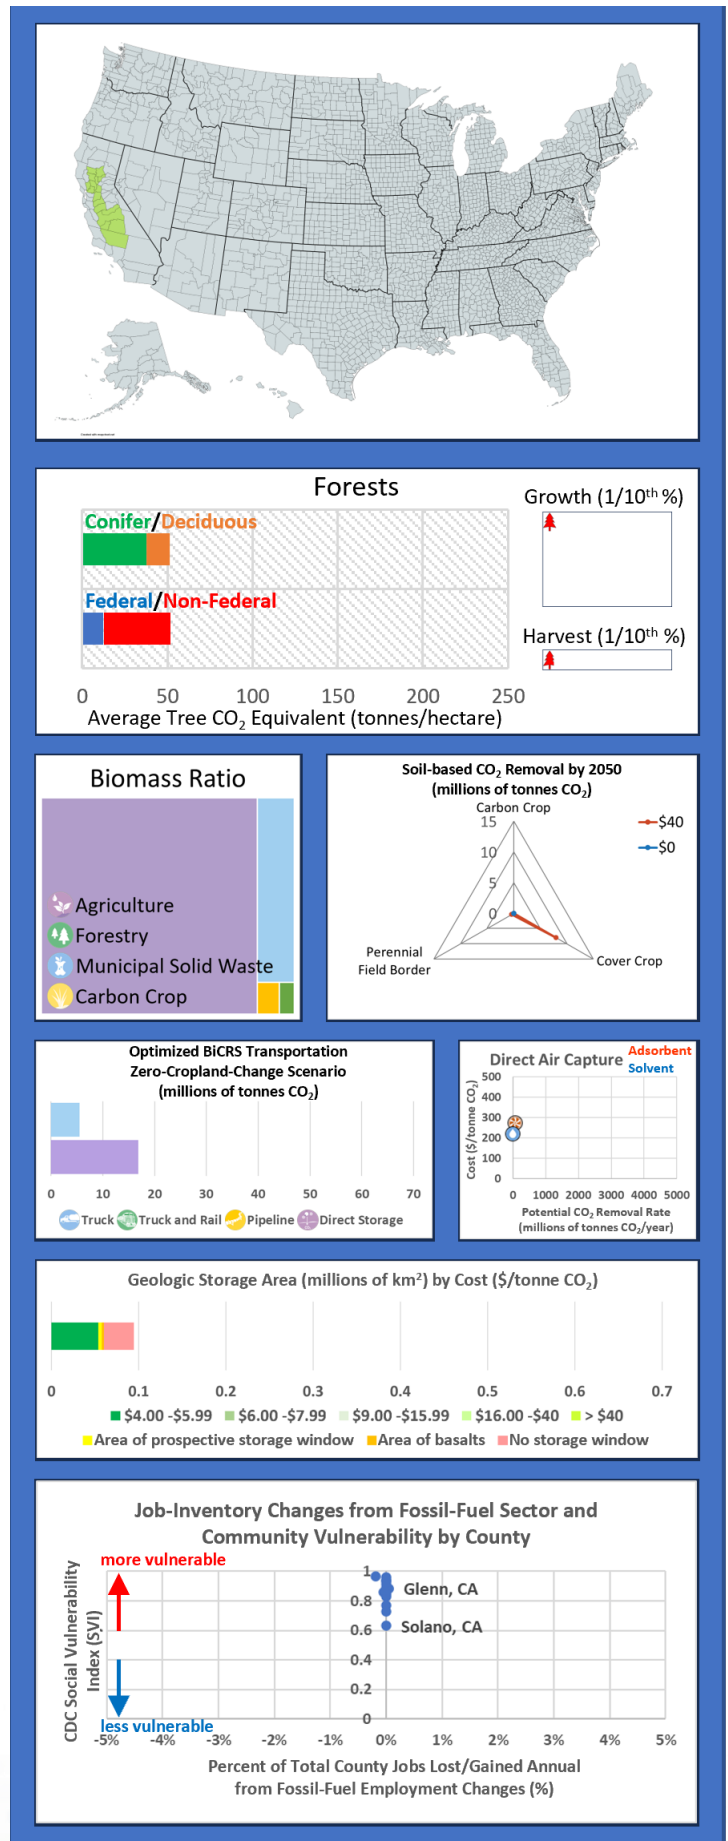 Forests
Conifer/Deciduous
Federal/Non-Federal
0 50 100 150 200 250
Average Tree CO₂ Equivalent (tonnes/hectare)
Growth (1/10th %)
Harvest (1/10th %)
Biomass Ratio
Agriculture
Forestry
Municipal Solid Waste
Carbon Crop
Soil-based CO₂ Removal by 2050
(millions of tonnes CO₂)
Carbon Crop
15
10
5
0
$40
$0
Perennial
Field Border
Cover Crop
Optimized BiCRS Transportation
Zero-Cropland-Change Scenario
(millions of tonnes CO₂)
0 10 20 30 40 50 60 70
Truck Truck and Rail Pipeline Direct Storage
Direct Air Capture
Adsorbent
Solvent
Cost ($/tonne CO₂)
500
400
300
200
100
0
0 1000 2000 3000 4000 5000
Potential CO₂ Removal Rate
(millions of tonnes CO₂/year)
Geologic Storage Area (millions of km²) by Cost ($/tonne CO₂)
0 0.1 0.2 0.3 0.4 0.5 0.6 0.7
$4.00 -$5.99 $6.00 -$7.99 $9.00 -$15.99 $16.00 -$40 > $40
Area of prospective storage window Area of basalts No storage window
Job-Inventory Changes from Fossil-Fuel Sector and
Community Vulnerability by County
more vulnerable
CDC Social Vulnerability
Index (SVI)
less vulnerable
1
0.8
0.6
0.4
0.2
0
Glenn, CA
Solano, CA
-5% -4% -3% -2% -1% 0% 1% 2% 3% 4% 5%
Percent of Total County Jobs Lost/Gained Annual
from Fossil-Fuel Employment Changes (%)